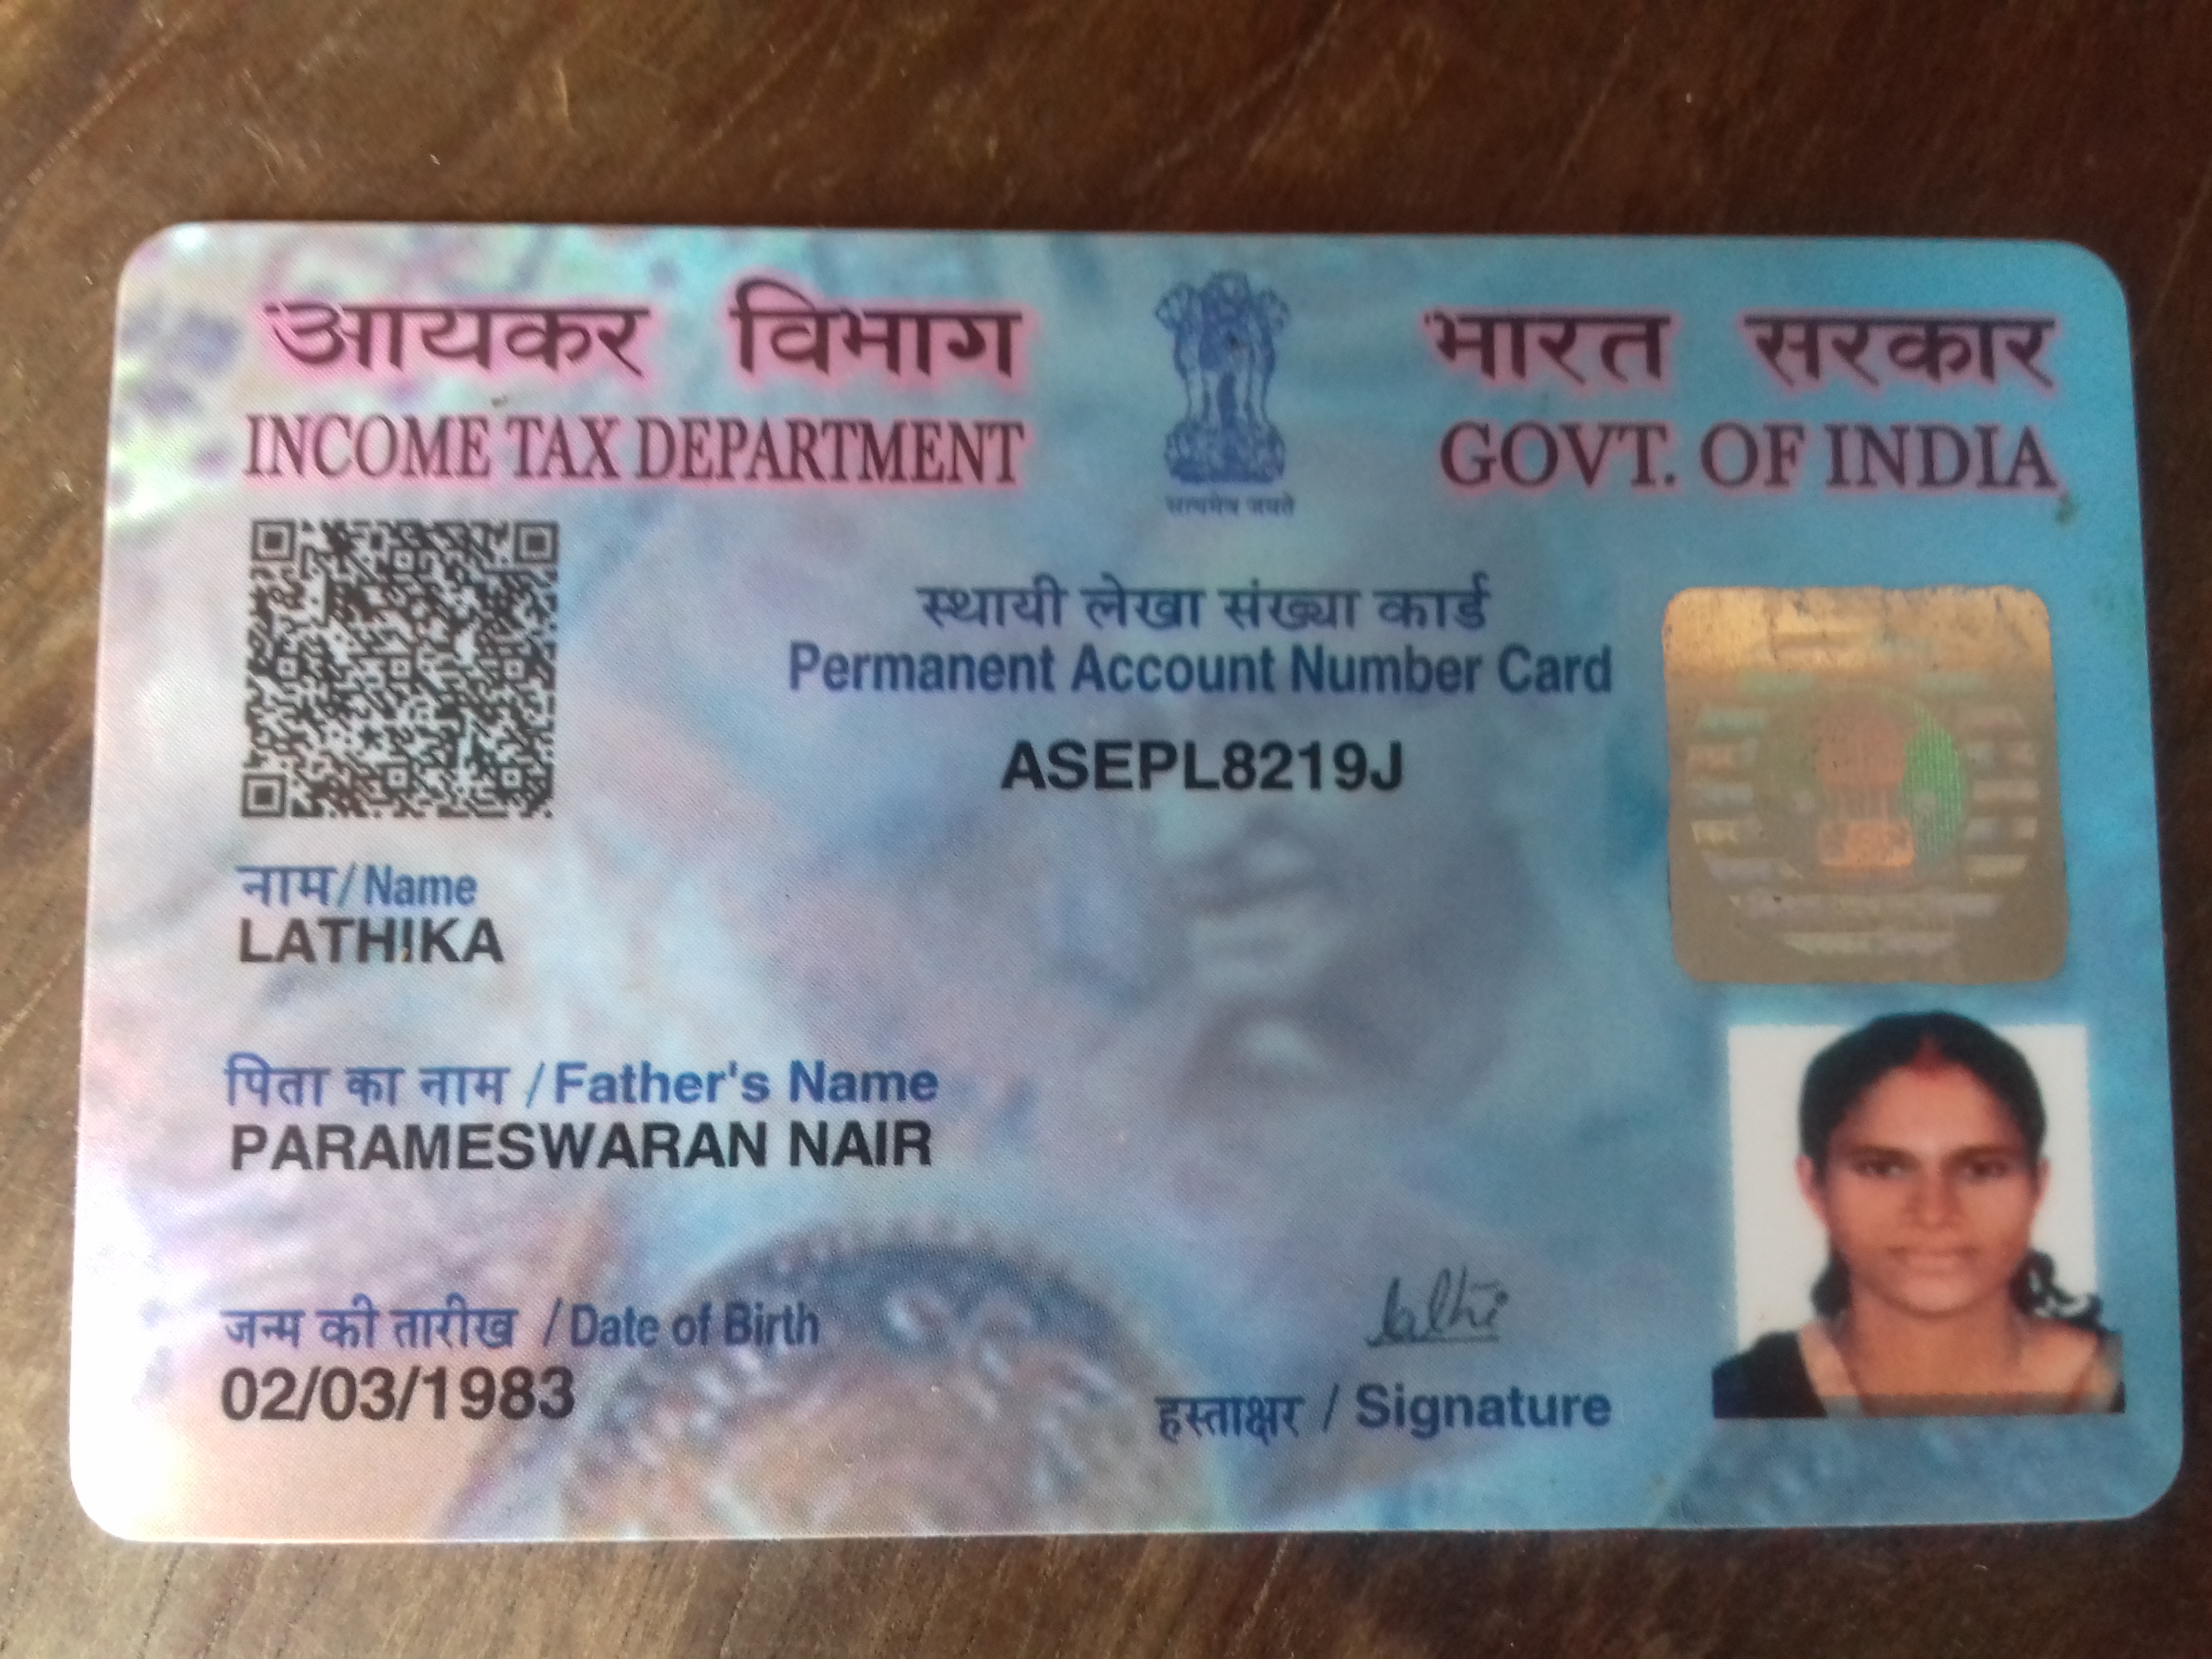 आयकर विभाग
INCOME TAX DEPARTMENT
सत्यमेव जयते
भारत सरकार
GOVT. OF INDIA
स्थायी लेखा संख्या कार्ड
Permanent Account Number Card
ASEPL8219J
नाम / Name
LATHIKA
पिता का नाम / Father's Name
PARAMESWARAN NAIR
जन्म की तारीख / Date of Birth
02/03/1983
हस्ताक्षर / Signature